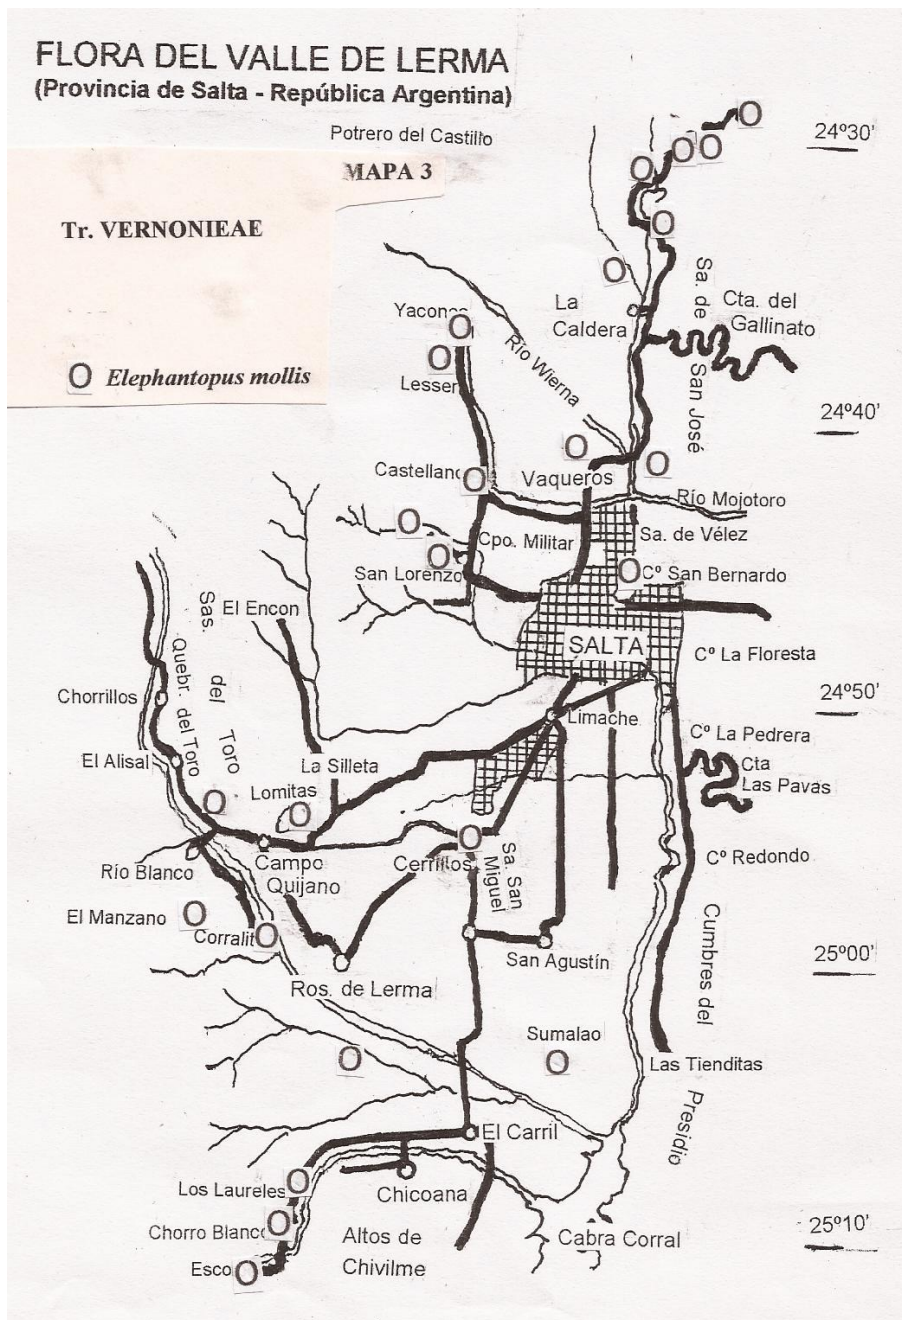 FLORA DEL VALLE DE LERMA
(Provincia de Salta - República Argentina)
Potrero del Castillo
24º30'
MAPA 3
Tr. VERNONIEAE
O Elephantopus mollis
Sa. de San José
La Caldera
Cta. del Gallinato
Lesser
Río Wierna
24º40'
Vaqueros
Río Mojotoro
Cpo. Militar
Sa. de Vélez
San Lorenzo
Cº San Bernardo
El Encon
Sas. del Toro
Quebr. del Toro
SALTA
Cº La Floresta
Chorrillos
24º50'
Limache
Cº La Pedrera
El Alisal
La Silleta
Cta
Las Pavas
Lomitas
Campo Quijano
Cerrillos
Sa. San Miguel
Cº Redondo
Río Blanco
El Manzano
Corralit
Cumbres del Presidio
25º00'
San Agustín
Ros. de Lerma
Sumalao
Las Tienditas
El Carril
Los Laureles
Chicoana
Chorro Blanco
Altos de Chivilme
Cabra Corral
25º10'
Esco